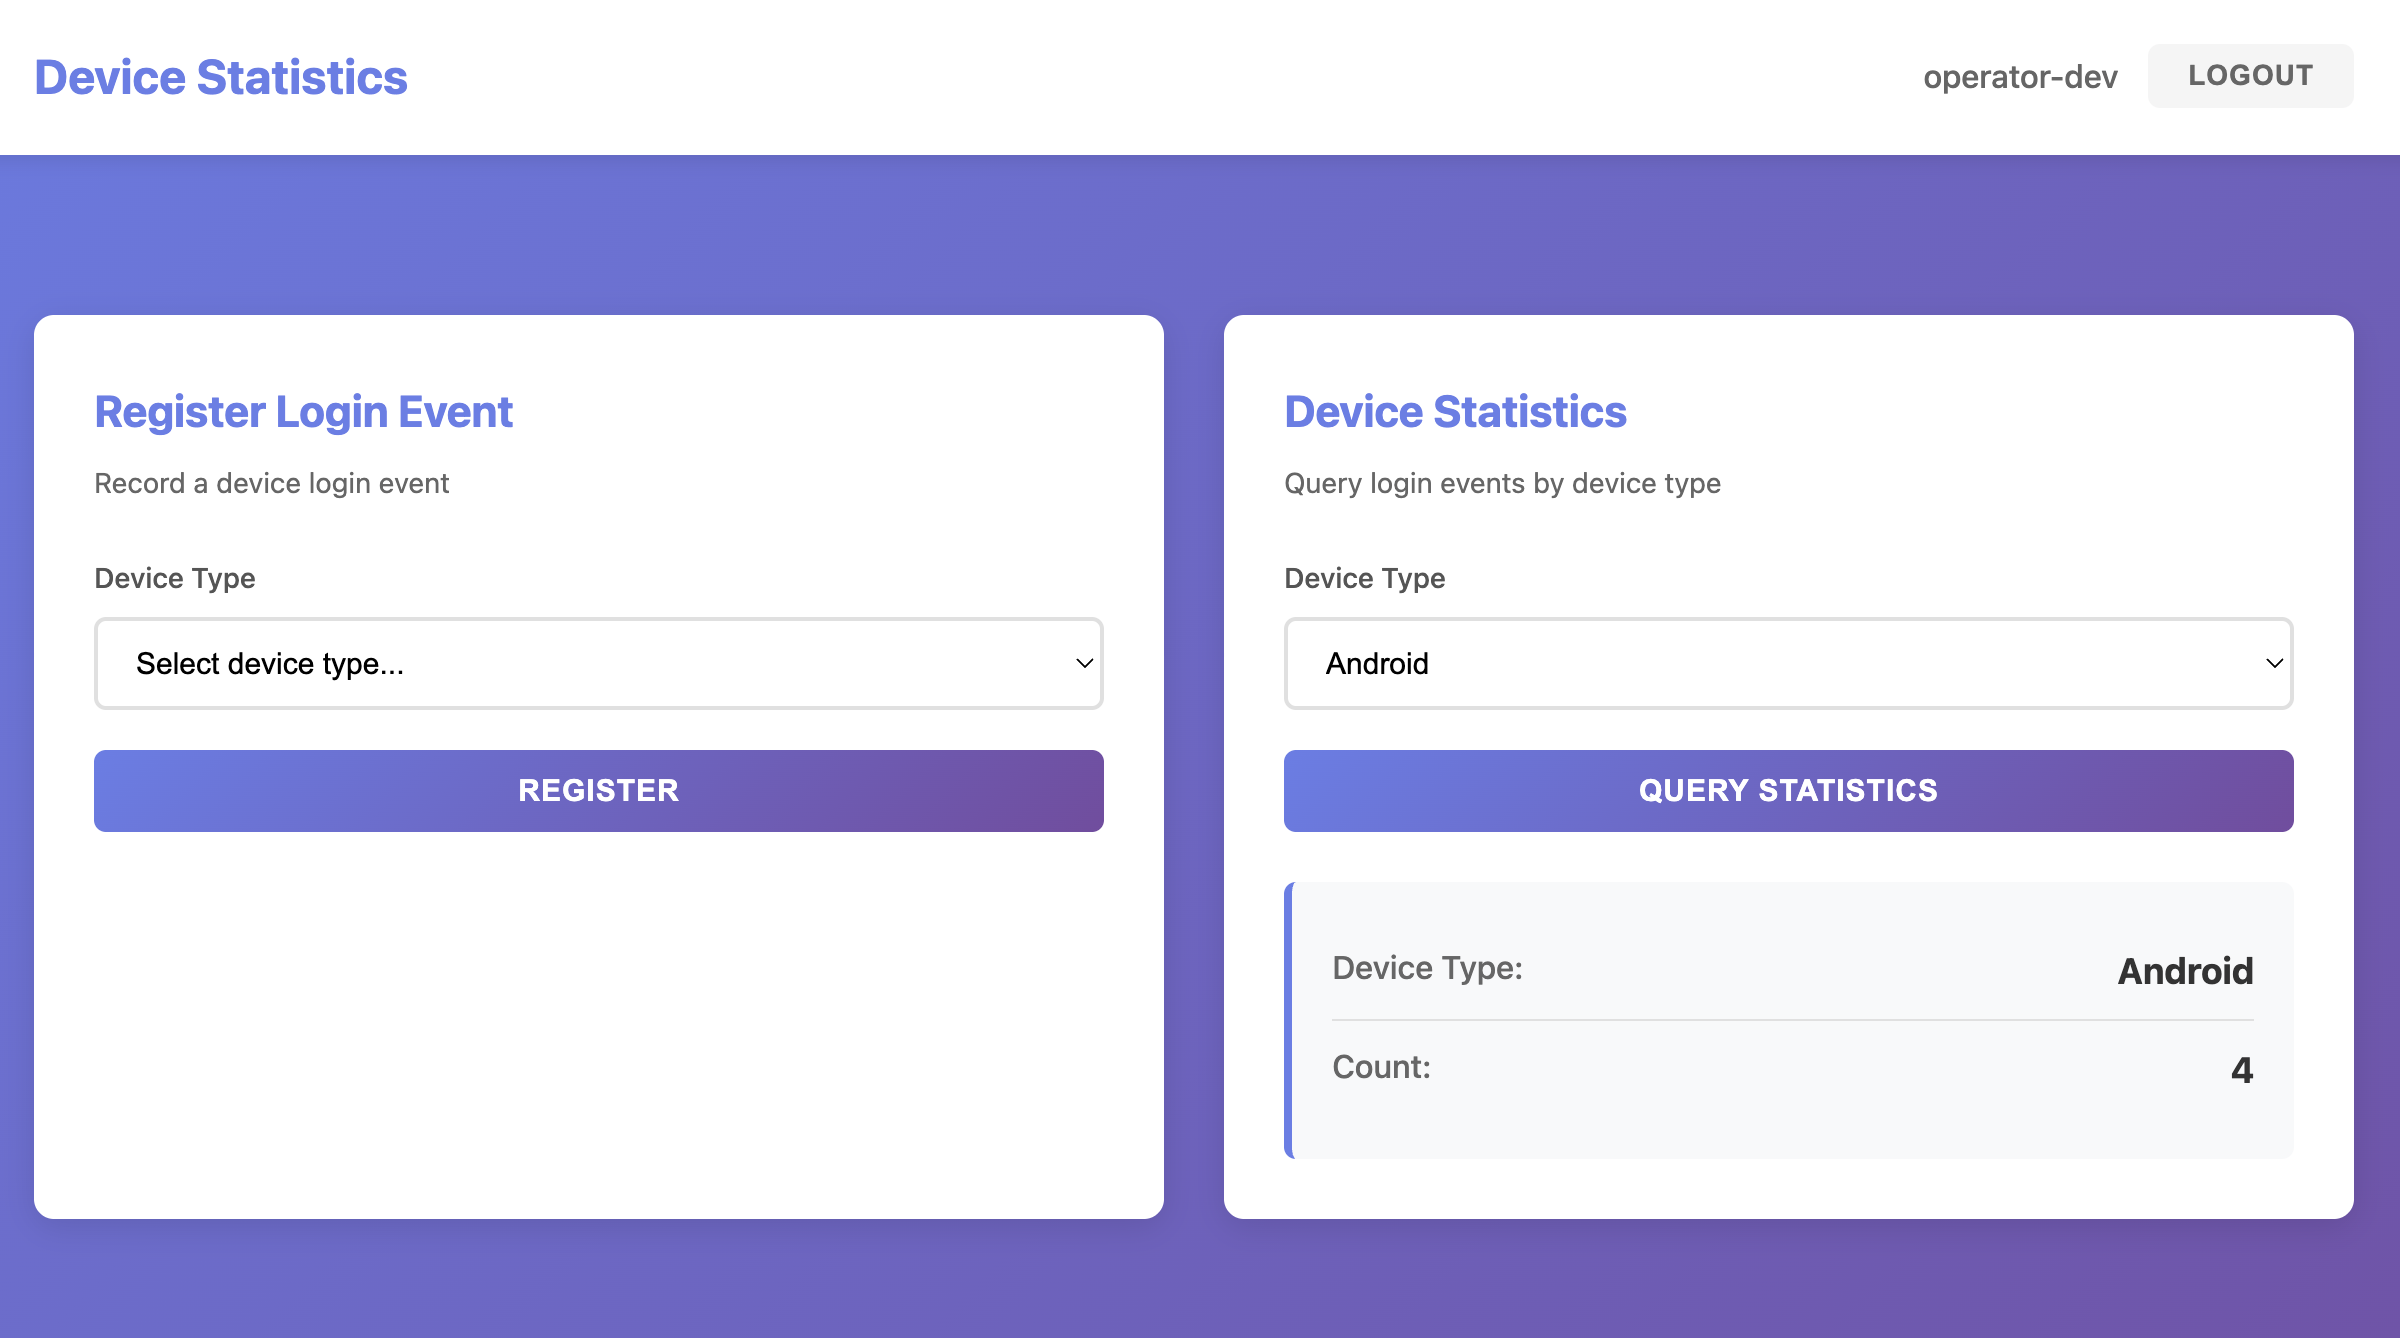 Device Statistics
operator-dev
LOGOUT
Register Login Event
Record a device login event
Device Type
Select device type...
REGISTER
Device Statistics
Query login events by device type
Device Type
Android
QUERY STATISTICS
Device Type:
Android
Count:
4